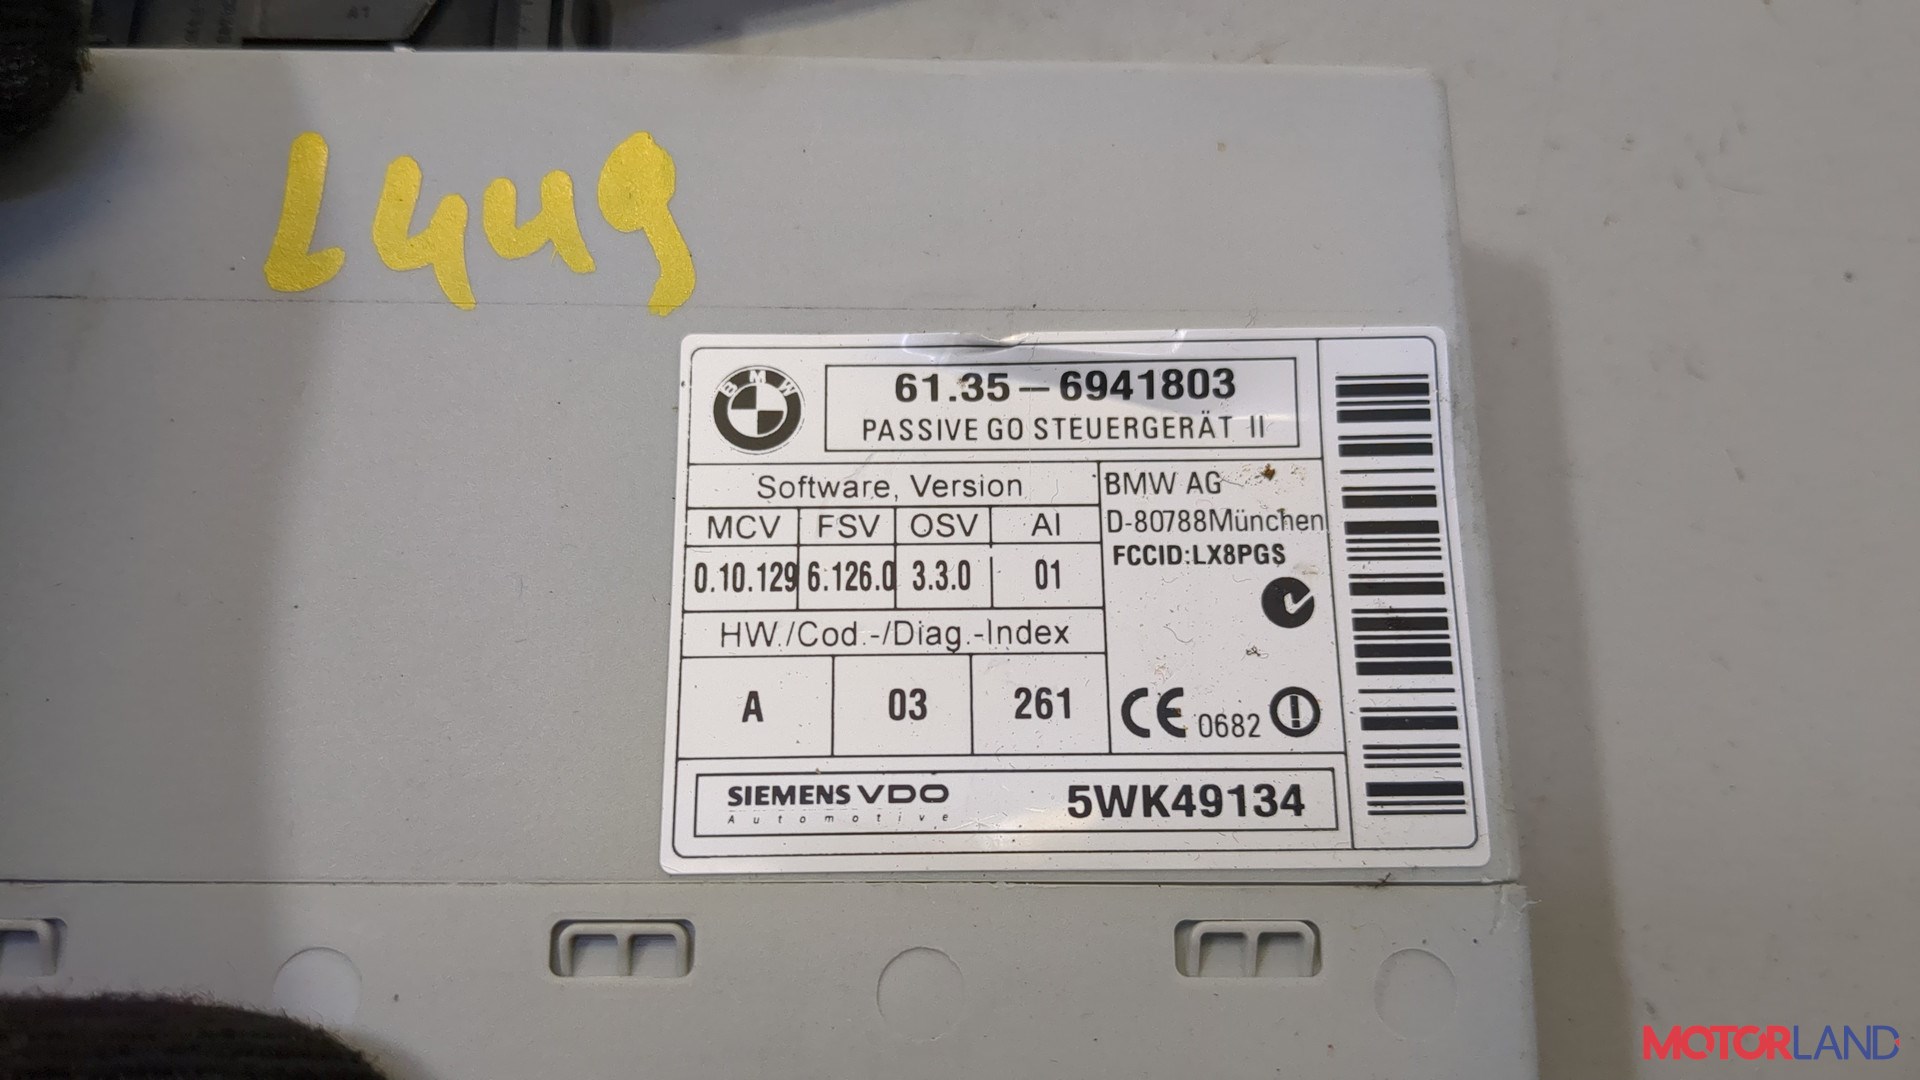 A1
L449
BMW
61.35-6941803
PASSIVE GO STEUERGERÄT II
Software, Version
MCV FSV OSV AI
0.10.129 6.126.0 3.3.0 01
HW./Cod.-/Diag.-Index
A 03 261
BMW AG
D-80788München
FCCID:LX8PGS
CE 0682
SIEMENS VDO
Automotive
5WK49134
MOTORLAND